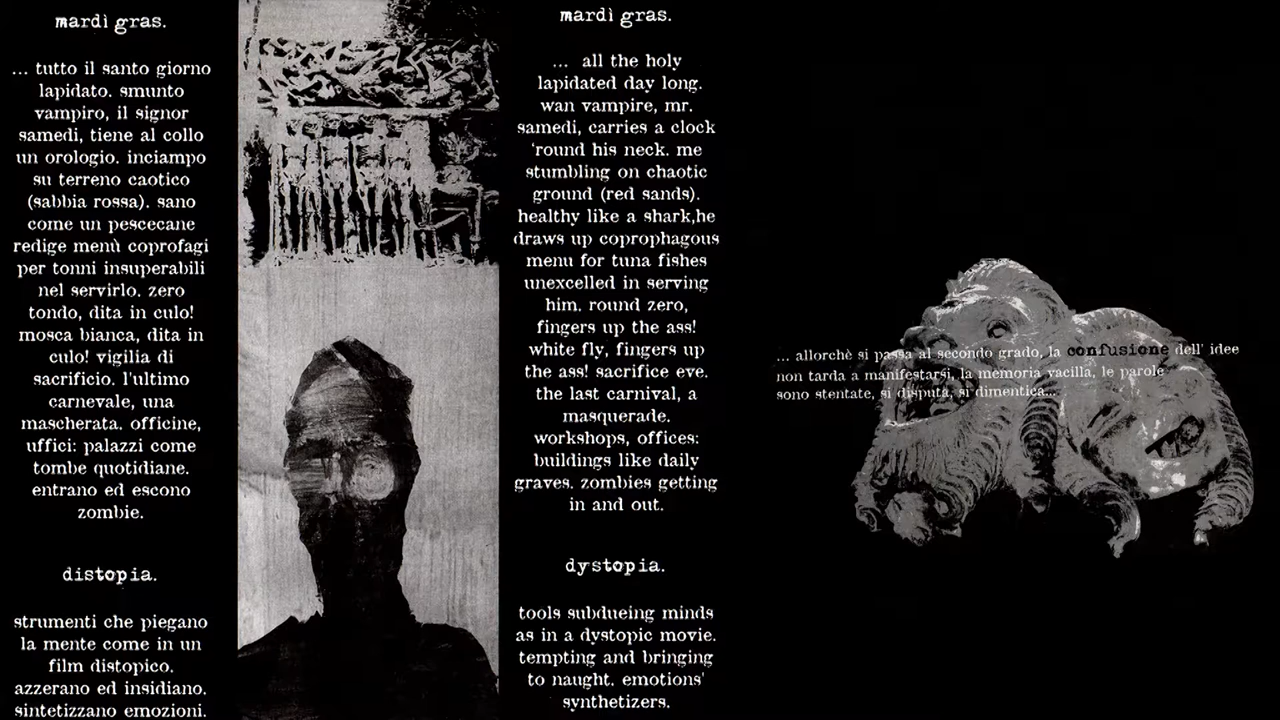 mardì gras.
... tutto il santo giorno
lapidato. smunto
vampiro, il signor
samedi, tiene al collo
un orologio. inciampo
su terreno caotico
(sabbia rossa). sano
come un pescecane
redige menù coprofagi
per tonni insuperabili
nel servirlo. zero
tondo, dita in culo!
mosca bianca, dita in
culo! vigilia di
sacrificio. l'ultimo
carnevale, una
mascherata. officine,
uffici: palazzi come
tombe quotidiane.
entrano ed escono
zombie.
distopia.
strumenti che piegano
la mente come in un
film distopico.
azzerano ed insidiano.
sintetizzano emozioni.
mardì gras.
... all the holy
lapidated day long.
wan vampire, mr.
samedi, carries a clock
'round his neck. me
stumbling on chaotic
ground (red sands).
healthy like a shark,he
draws up coprophagous
menu for tuna fishes
unexcelled in serving
him. round zero,
fingers up the ass!
white fly, fingers up
the ass! sacrifice eve.
the last carnival, a
masquerade.
workshops, offices:
buildings like daily
graves. zombies getting
in and out.
dystopia.
tools subdueing minds
as in a dystopic movie.
tempting and bringing
to naught. emotions'
synthetizers.
... allorchè si passa al secondo grado, la confusione dell' idee
non tarda a manifestarsi, la memoria vacilla, le parole
sono stentate, si disputa, si dimentica...